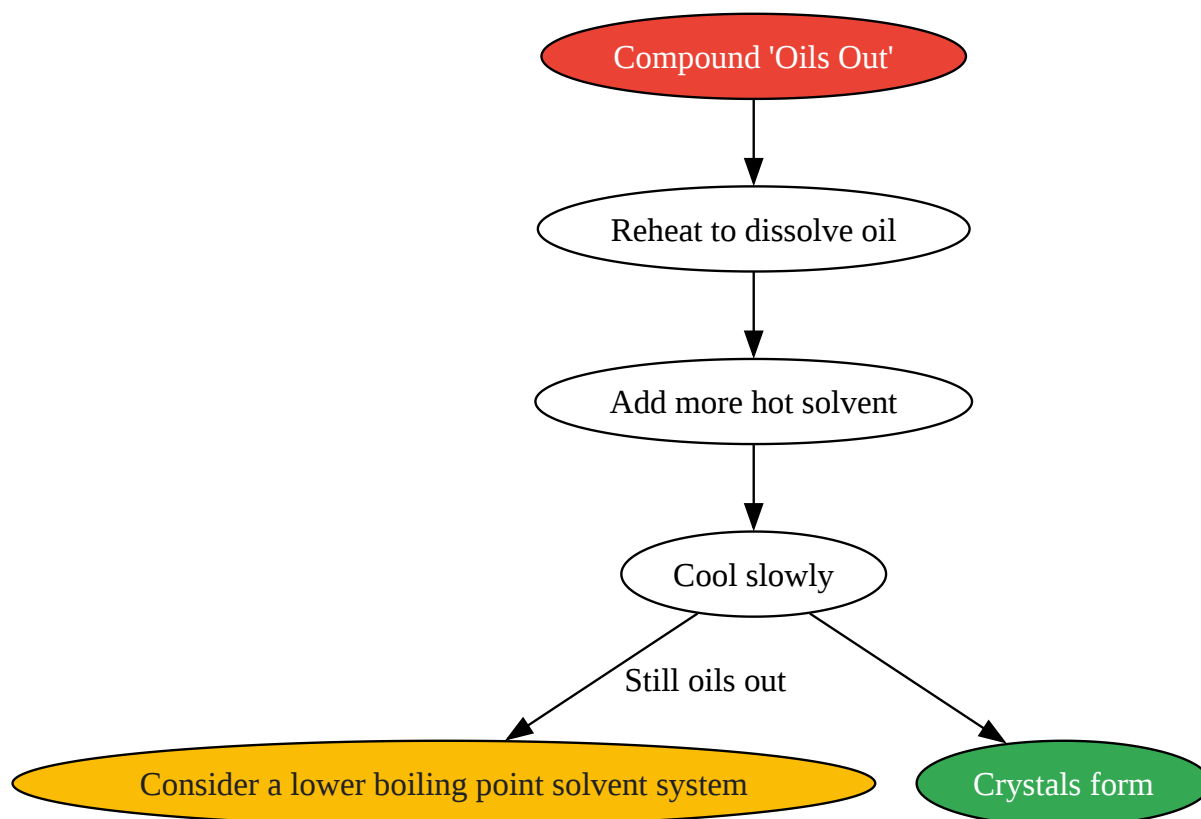 Compound 'Oils Out'
Reheat to dissolve oil
Add more hot solvent
Cool slowly
Still oils out
Consider a lower boiling point solvent system
Crystals form